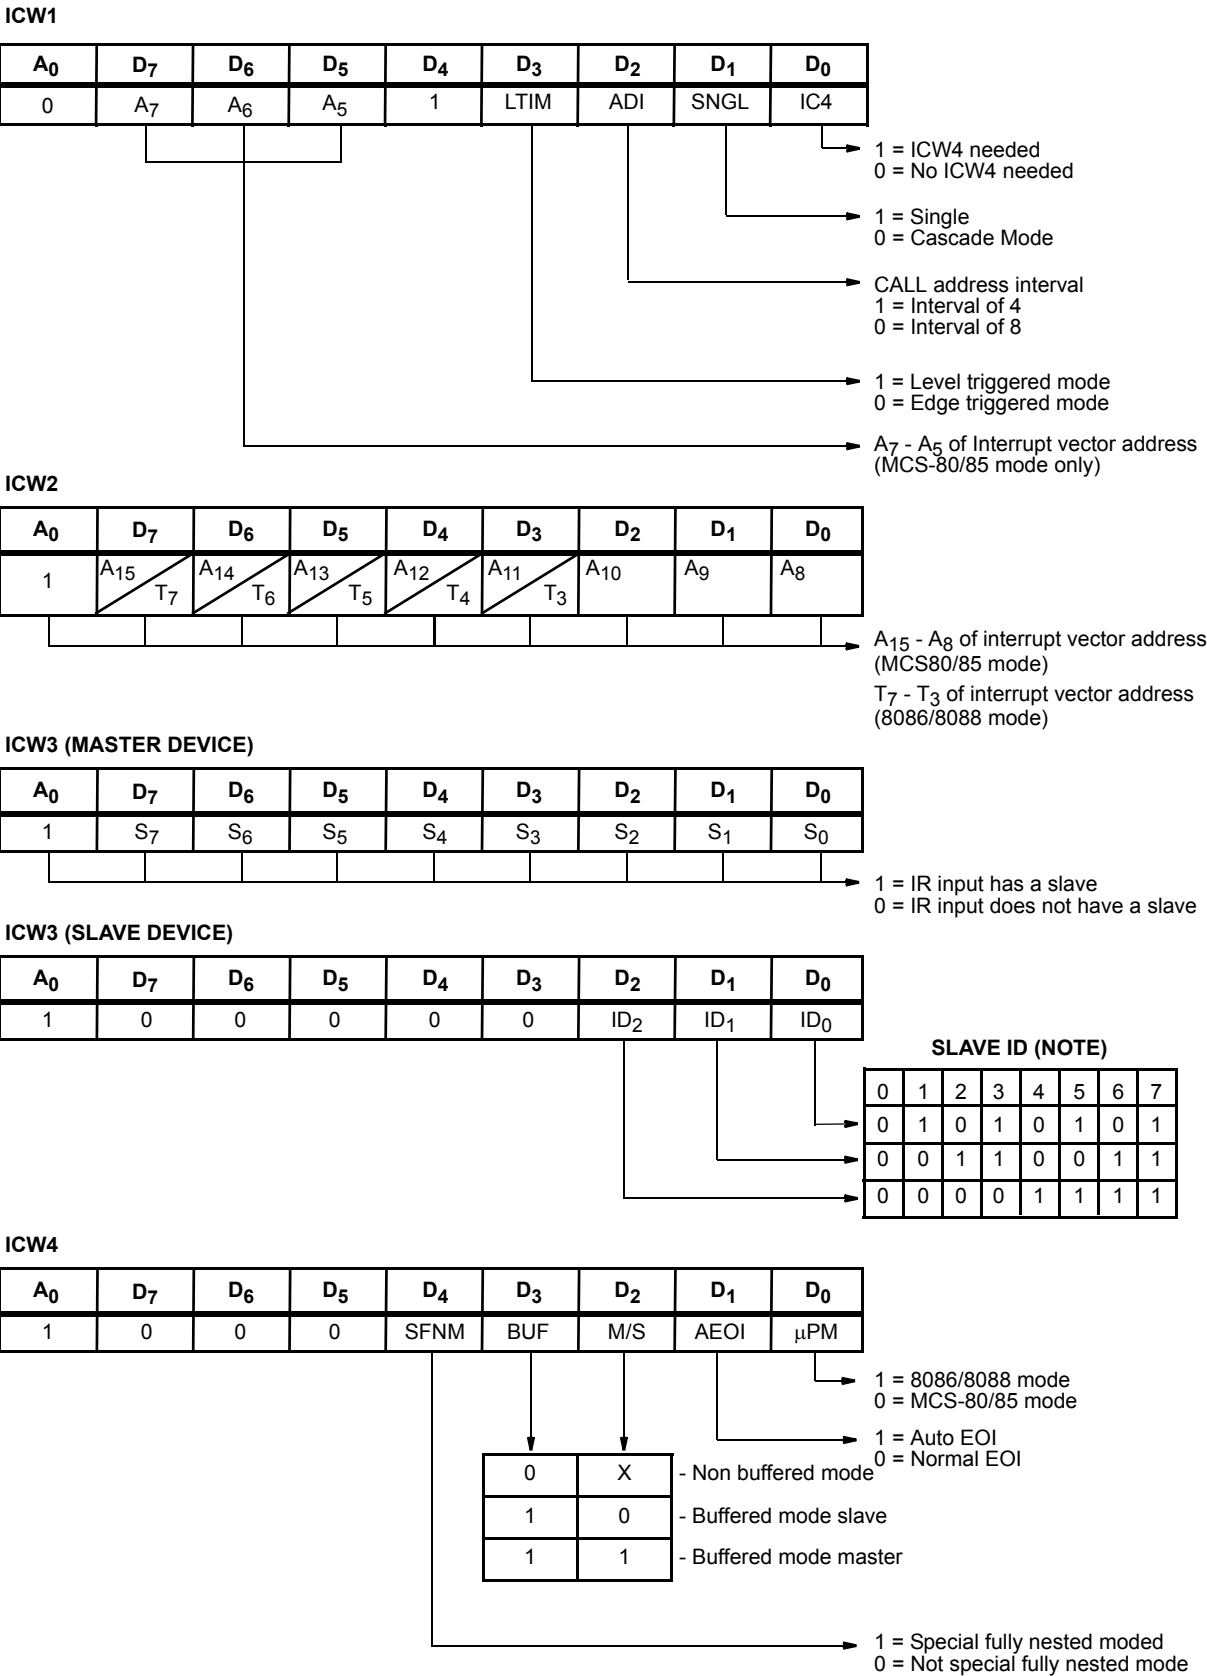 ICW1
A0 D7 D6 D5 D4 D3 D2 D1 D0
0 A7 A6 A5 1 LTIM ADI SNGL IC4
1 = ICW4 needed
0 = No ICW4 needed
1 = Single
0 = Cascade Mode
CALL address interval
1 = Interval of 4
0 = Interval of 8
1 = Level triggered mode
0 = Edge triggered mode
A7 - A5 of Interrupt vector address
(MCS-80/85 mode only)
ICW2
A0 D7 D6 D5 D4 D3 D2 D1 D0
1 A15 T7 A14 T6 A13 T5 A12 T4 A11 T3 A10 A9 A8
A15 - A8 of interrupt vector address
(MCS80/85 mode)
T7 - T3 of interrupt vector address
(8086/8088 mode)
ICW3 (MASTER DEVICE)
A0 D7 D6 D5 D4 D3 D2 D1 D0
1 S7 S6 S5 S4 S3 S2 S1 S0
1 = IR input has a slave
0 = IR input does not have a slave
ICW3 (SLAVE DEVICE)
A0 D7 D6 D5 D4 D3 D2 D1 D0
1 0 0 0 0 0 ID2 ID1 ID0
SLAVE ID (NOTE)
0 1 2 3 4 5 6 7
0 1 0 1 0 1 0 1
0 0 1 1 0 0 1 1
0 0 0 0 1 1 1 1
ICW4
A0 D7 D6 D5 D4 D3 D2 D1 D0
1 0 0 0 SFNM BUF M/S AEOI μPM
1 = 8086/8088 mode
0 = MCS-80/85 mode
1 = Auto EOI
0 = Normal EOI
0 X - Non buffered mode
1 0 - Buffered mode slave
1 1 - Buffered mode master
1 = Special fully nested moded
0 = Not special fully nested mode